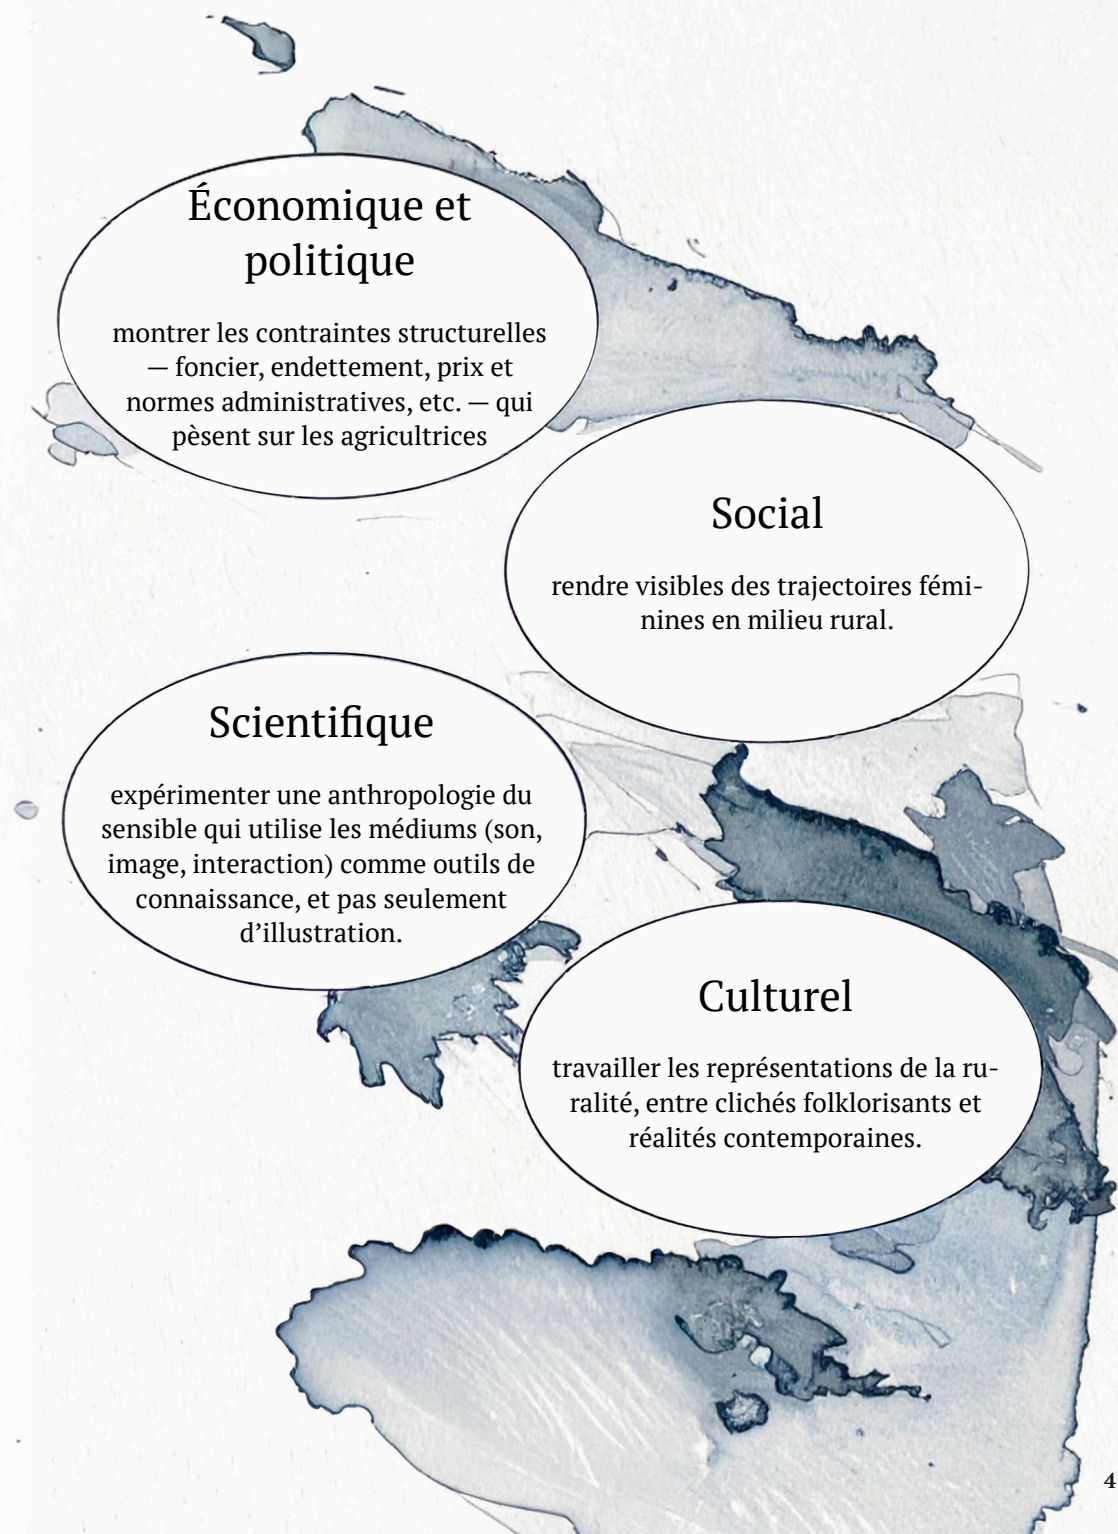 Économique et
politique
montrer les contraintes structurelles
— foncier, endettement, prix et
normes administratives, etc. — qui
pèsent sur les agricultrices
Social
rendre visibles des trajectoires fémi-
nines en milieu rural.
Scientifique
expérimenter une anthropologie du
sensible qui utilise les médiums (son,
image, interaction) comme outils de
connaissance, et pas seulement
d’illustration.
Culturel
travailler les représentations de la ru-
ralité, entre clichés folklorisants et
réalités contemporaines.
4